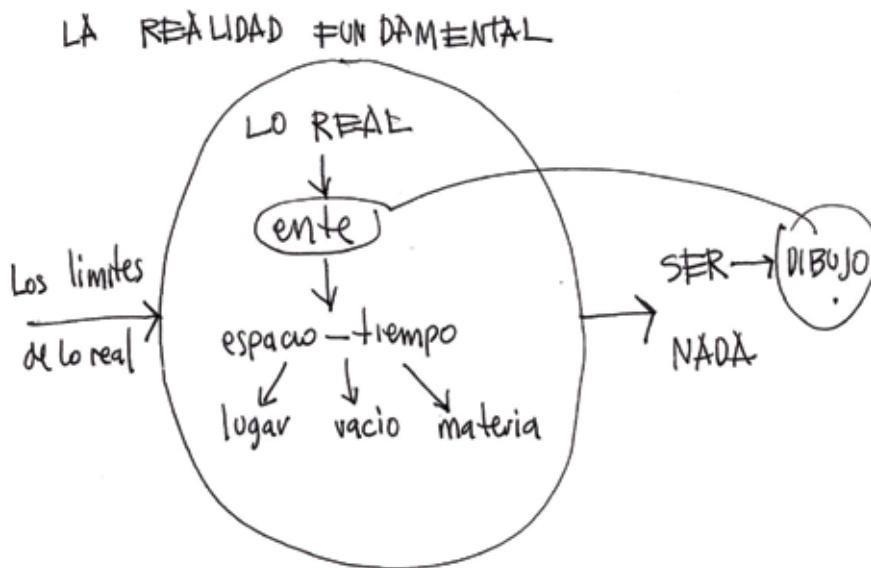 LA REALIDAD FUNDAMENTAL
LO REAL
ente
Los limites
de lo real
espacio – tiempo
lugar vacio materia
SER
DIBUJO
NADA